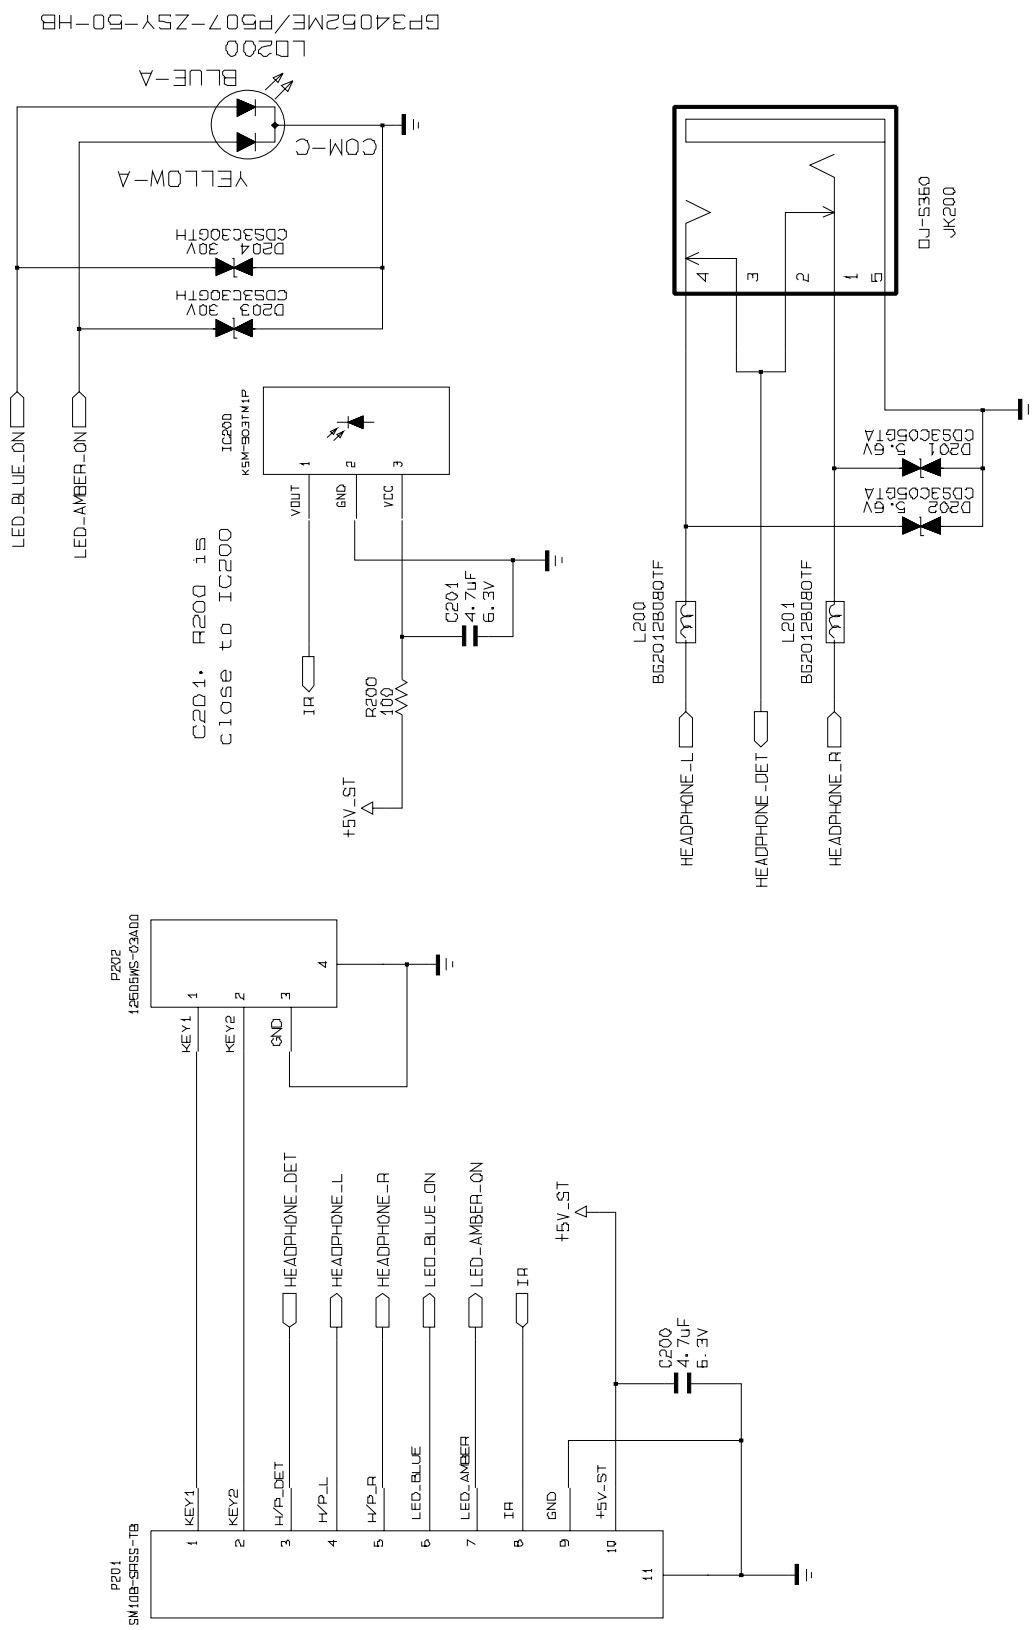 GP34052ME/P507-ZSY-50-HB
LD200
BLUE-A
COM-C
YELLOW-A
D204
30V
CDS3C30GTH
D203
30V
CDS3C30GTH
LED_BLUE_ON
LED_AMBER_ON
IC200
KSM-903TM1P
1
2
3
VOUT
GND
VCC
IR
C201. R200 is
close to IC200
C201
4.7uF
6.3V
R200
100
+5V_ST
DJ-S360
JK200
4
3
2
1
5
D201
5.6V
CDS3C05GTA
D202
5.6V
CDS3C05GTA
L200
BG2012B080TF
L201
BG2012B080TF
HEADPHONE_L
HEADPHONE_DET
HEADPHONE_R
P202
12505WS-03A00
1
2
3
4
KEY1
KEY2
GND
HEADPHONE_DET
HEADPHONE_L
HEADPHONE_R
LED_BLUE_ON
LED_AMBER_ON
IR
+5V_ST
C200
4.7uF
6.3V
KEY1
KEY2
H/P_DET
H/P_L
H/P_R
LED_BLUE
LED_AMBER
IR
GND
+5V_ST
1
2
3
4
5
6
7
8
9
10
11
P201
SM10B-SRSS-TB